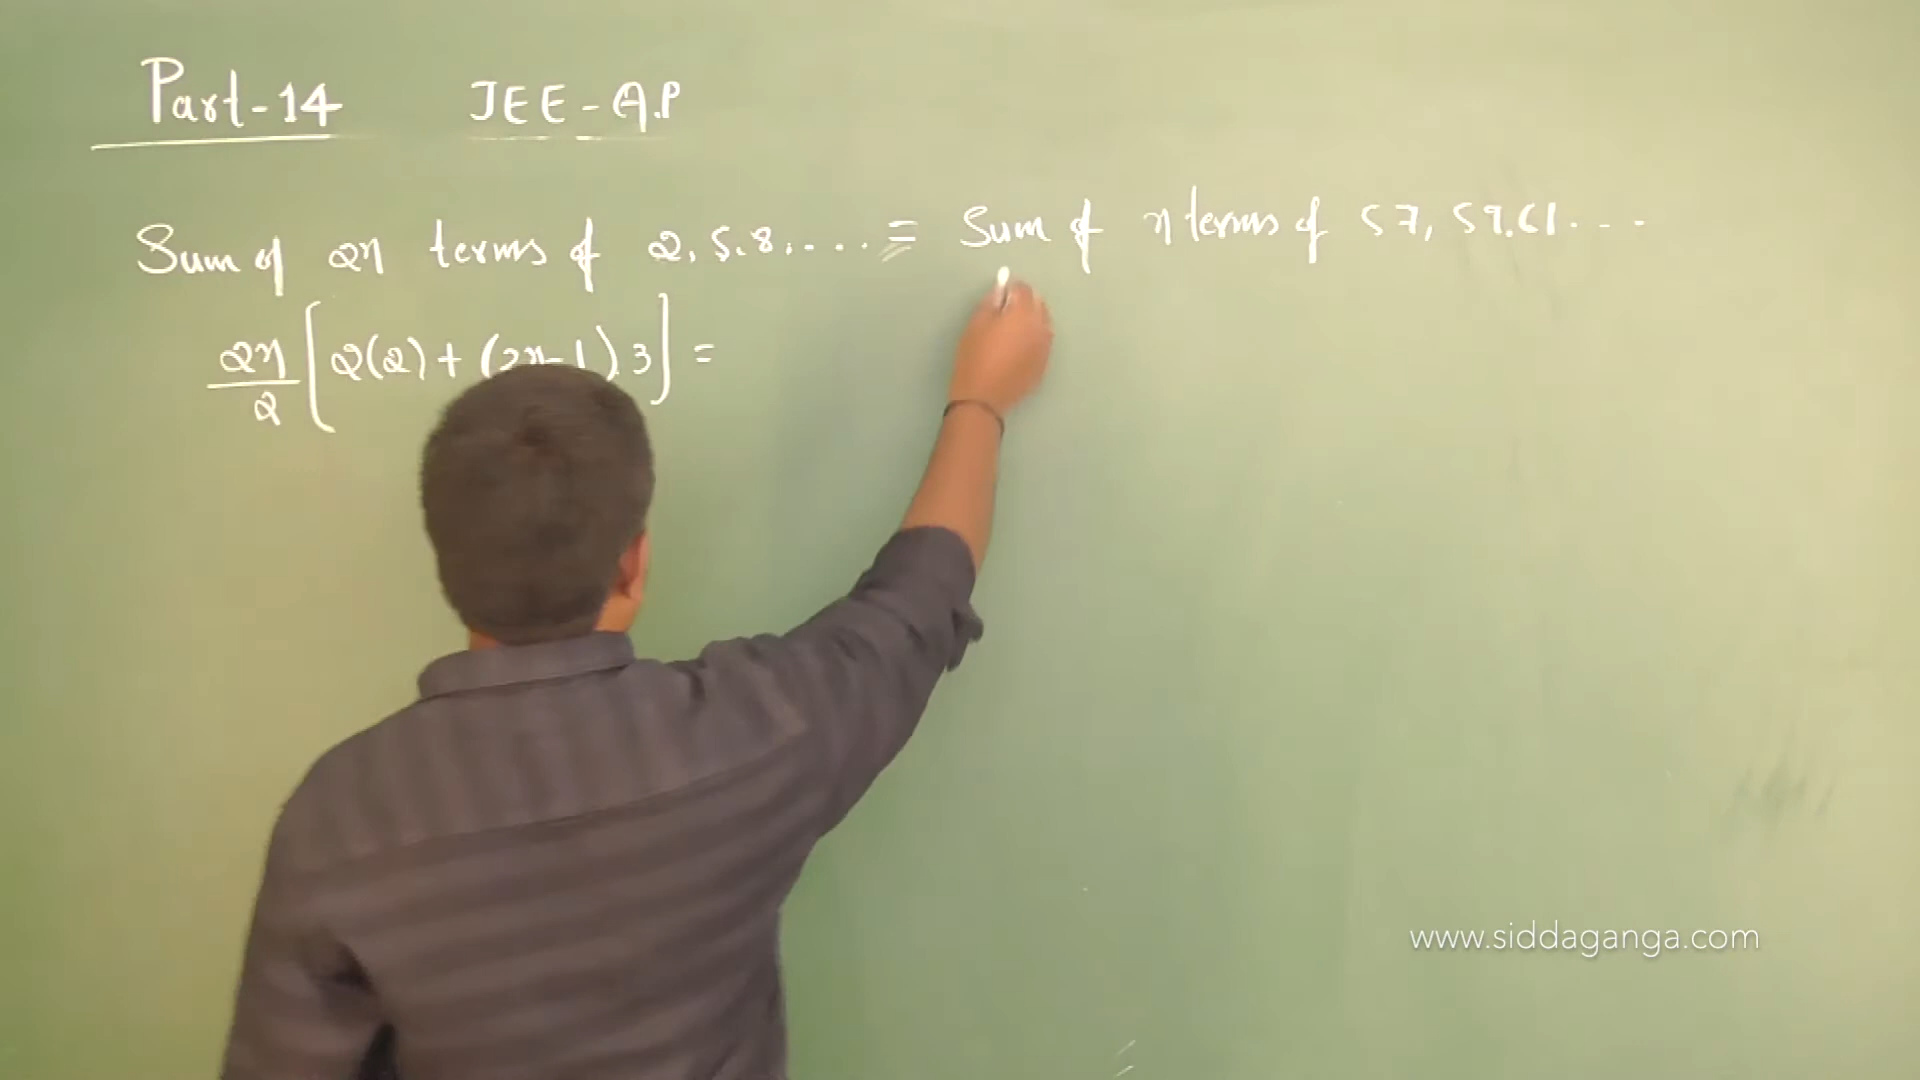 Part-14 JEE-A.P
Sum of 2n terms of 2, 5, 8, .... = Sum of n terms of 57, 59, 61 ...
2n/2 [2(2) + (2n-1) 3] =
www.siddaganga.com